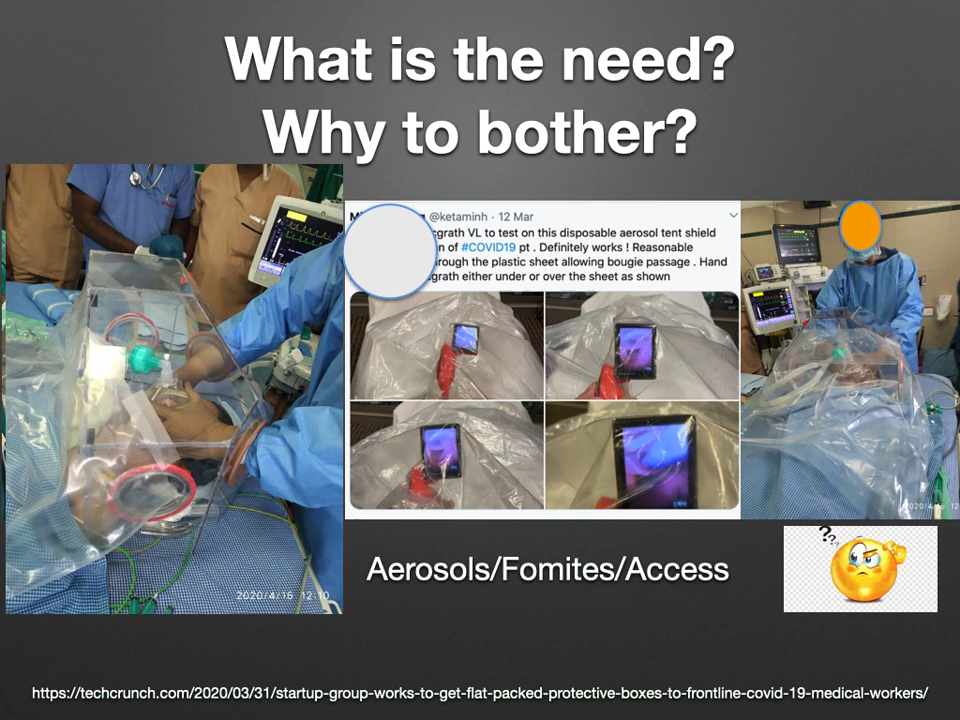 What is the need?
Why to bother?
@ketaminh · 12 Mar
cgrath VL to test on this disposable aerosol tent shield
n of #COVID19 pt . Definitely works ! Reasonable
rough the plastic sheet allowing bougie passage . Hand
grath either under or over the sheet as shown
2020/4/16 12:10
Aerosols/Fomites/Access
???
https://techcrunch.com/2020/03/31/startup-group-works-to-get-flat-packed-protective-boxes-to-frontline-covid-19-medical-workers/